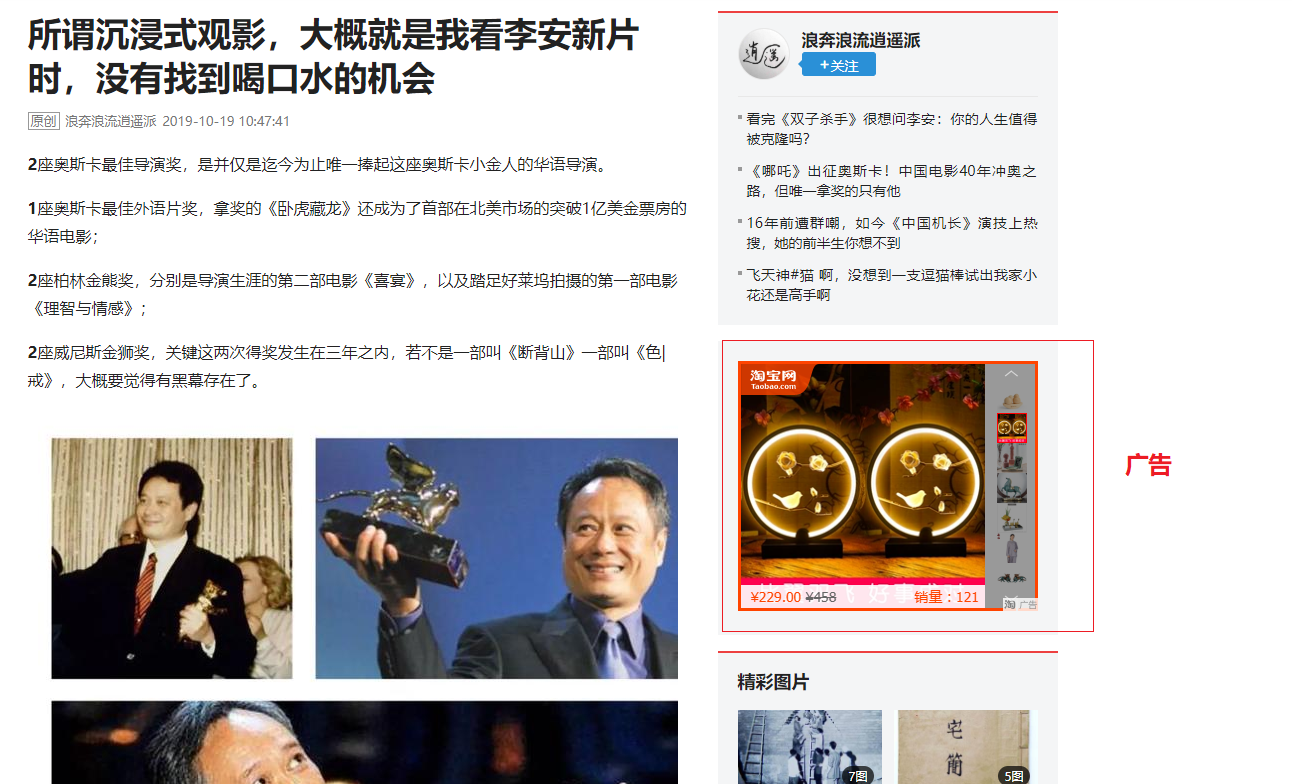 所谓沉浸式观影，大概就是我看李安新片
时，没有找到喝口水的机会
原创 浪奔浪流逍遥派 2019-10-19 10:47:41
2座奥斯卡最佳导演奖，是并仅是迄今为止唯一捧起这座奥斯卡小金人的华语导演。
1座奥斯卡最佳外语片奖，拿奖的《卧虎藏龙》还成为了首部在北美市场的突破1亿美金票房的
华语电影；
2座柏林金熊奖，分别是导演生涯的第二部电影《喜宴》，以及踏足好莱坞拍摄的第一部电影
《理智与情感》；
2座威尼斯金狮奖，关键这两次得奖发生在三年之内，若不是一部叫《断背山》一部叫《色|
戒》，大概要觉得有黑幕存在了。
逍遥
浪奔浪流逍遥派
+关注
看完《双子杀手》很想问李安：你的人生值得
被克隆吗？
《哪吒》出征奥斯卡！中国电影40年冲奥之
路，但唯一拿奖的只有他
16年前遭群嘲，如今《中国机长》演技上热
搜，她的前半生你想不到
飞天神#猫 啊，没想到一支逗猫棒试出我家小
花还是高手啊
淘宝网
Taobao.com
¥229.00 ¥458 销量：121
淘 广告
广告
精彩图片
7图
宅簡
5图